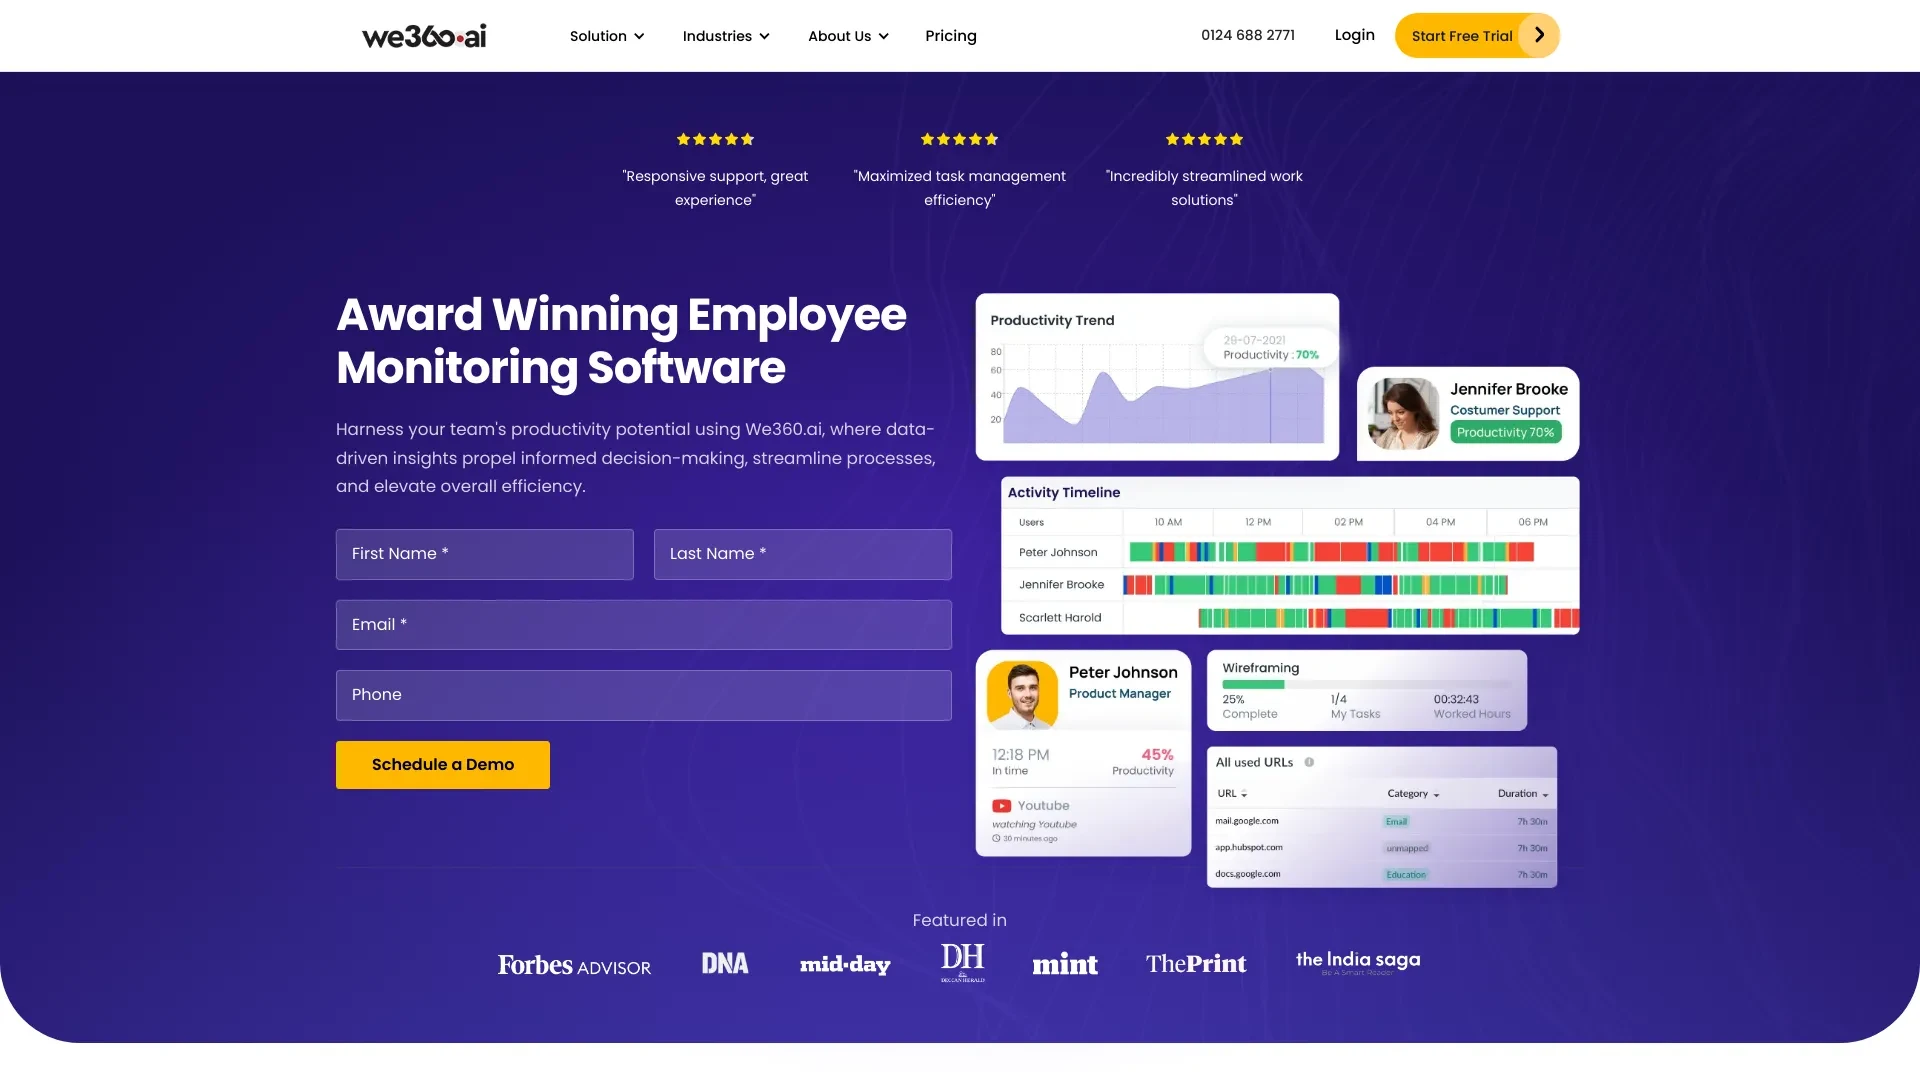 we360.ai
Solution
Industries
About Us
Pricing
0124 688 2771
Login
Start Free Trial
"Responsive support, great
experience"
"Maximized task management
efficiency"
"Incredibly streamlined work
solutions"
Award Winning Employee
Monitoring Software
Harness your team's productivity potential using We360.ai, where data-
driven insights propel informed decision-making, streamline processes,
and elevate overall efficiency.
First Name *
Last Name *
Email *
Phone
Schedule a Demo
Productivity Trend
29-07-2021
Productivity : 70%
80
60
40
20
Jennifer Brooke
Costumer Support
Productivity 70%
Activity Timeline
Users
10 AM
12 PM
02 PM
04 PM
06 PM
Peter Johnson
Jennifer Brooke
Scarlett Harold
Peter Johnson
Product Manager
12:18 PM
In time
45%
Productivity
Youtube
watching Youtube
30 minutes ago
Wireframing
25%
Complete
1/4
My Tasks
00:32:43
Worked Hours
All used URLs
URL
Category
Duration
mail.google.com
Email
7h 30m
app.hubspot.com
unmapped
7h 30m
docs.google.com
Education
7h 30m
Featured in
Forbes ADVISOR
DNA
mid-day
DH
DECCAN HERALD
mint
ThePrint
the India saga
Be A Smart Reader